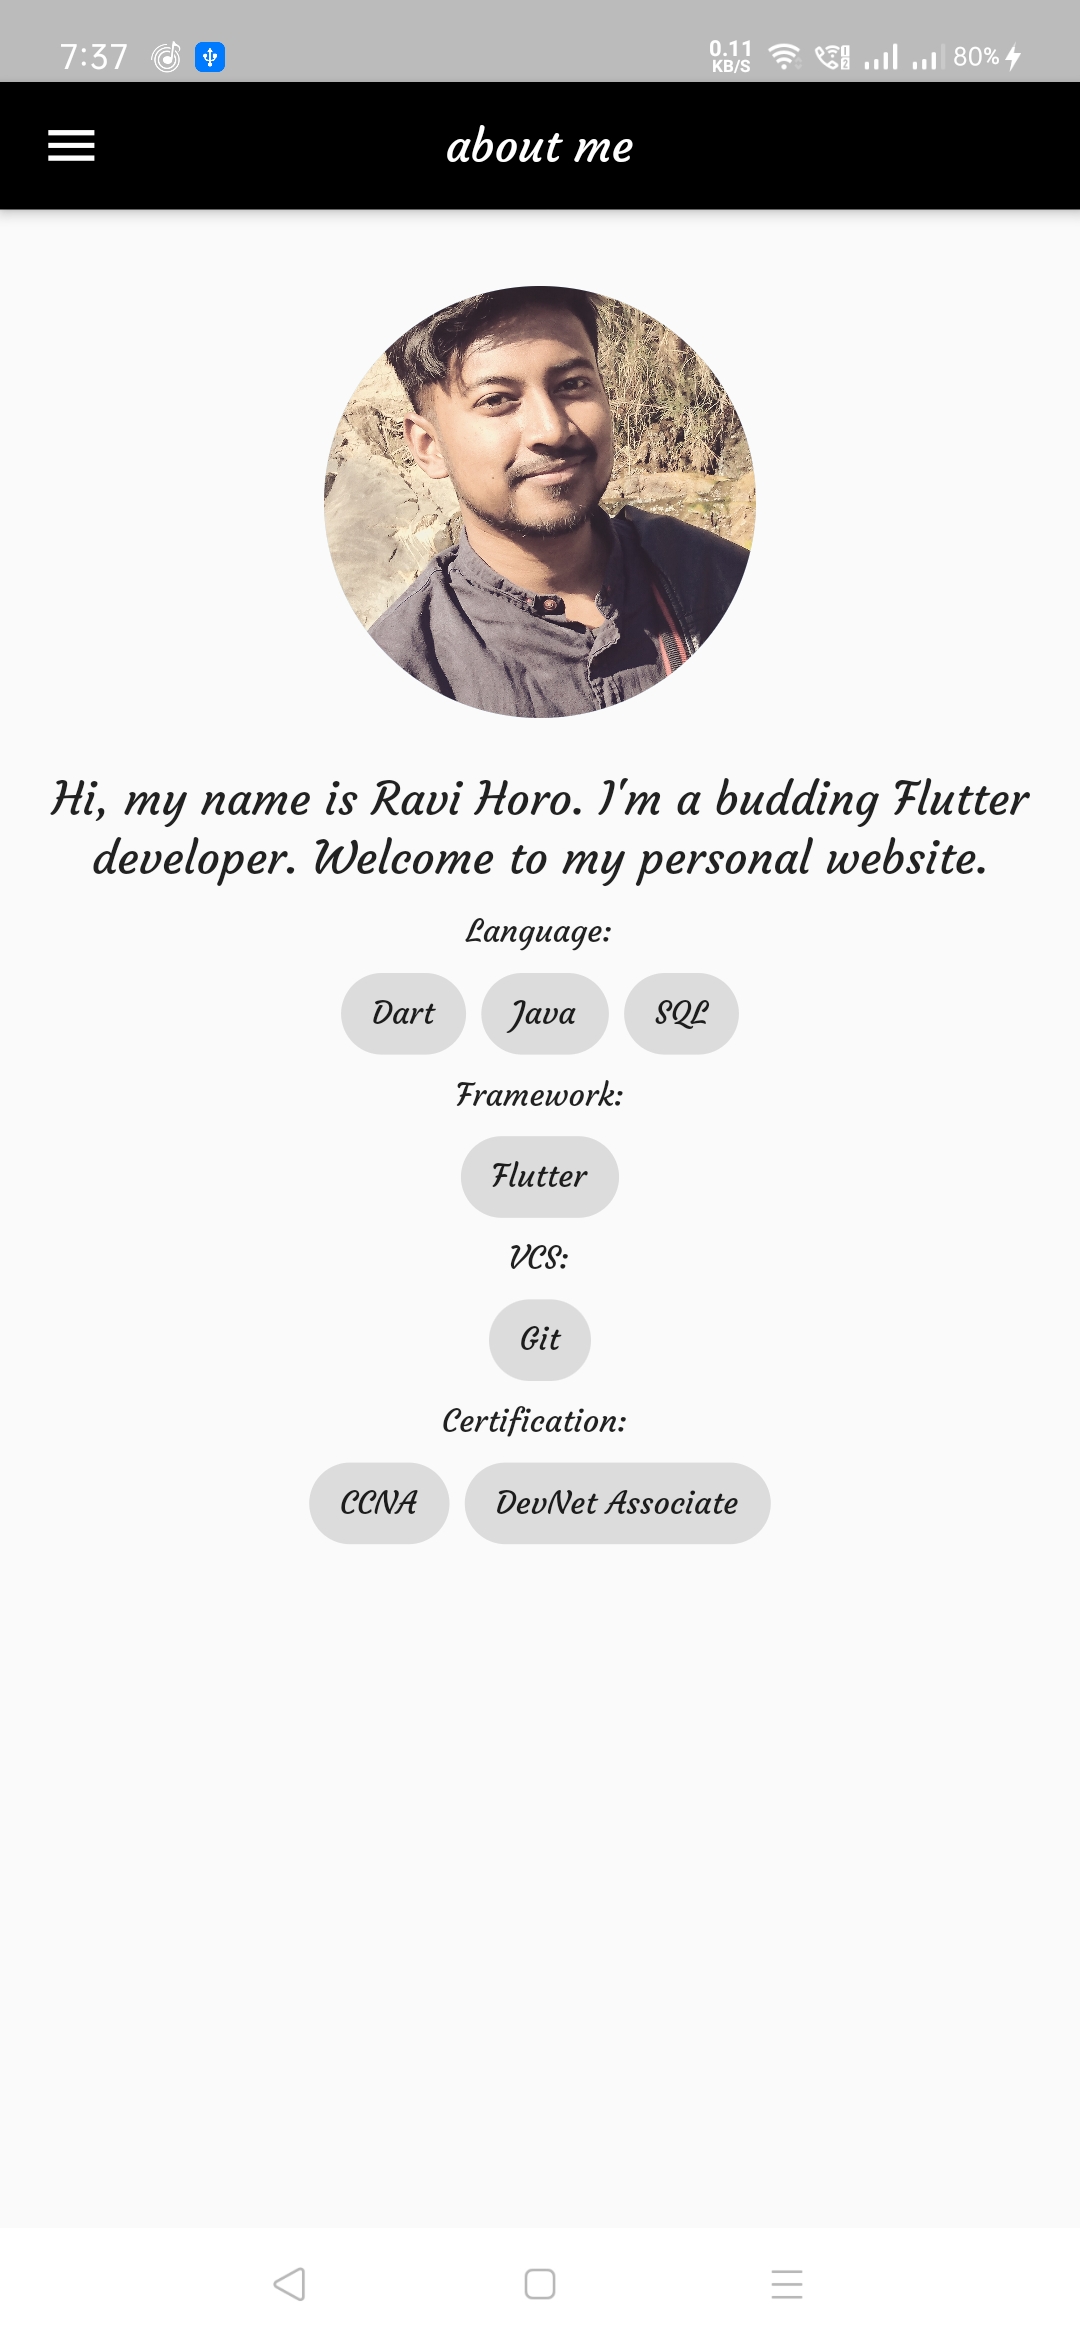 7:37 0.11 KB/S 80%
about me
Hi, my name is Ravi Horo. I'm a budding Flutter
developer. Welcome to my personal website.
Language:
Dart Java SQL
Framework:
Flutter
VCS:
Git
Certification:
CCNA DevNet Associate